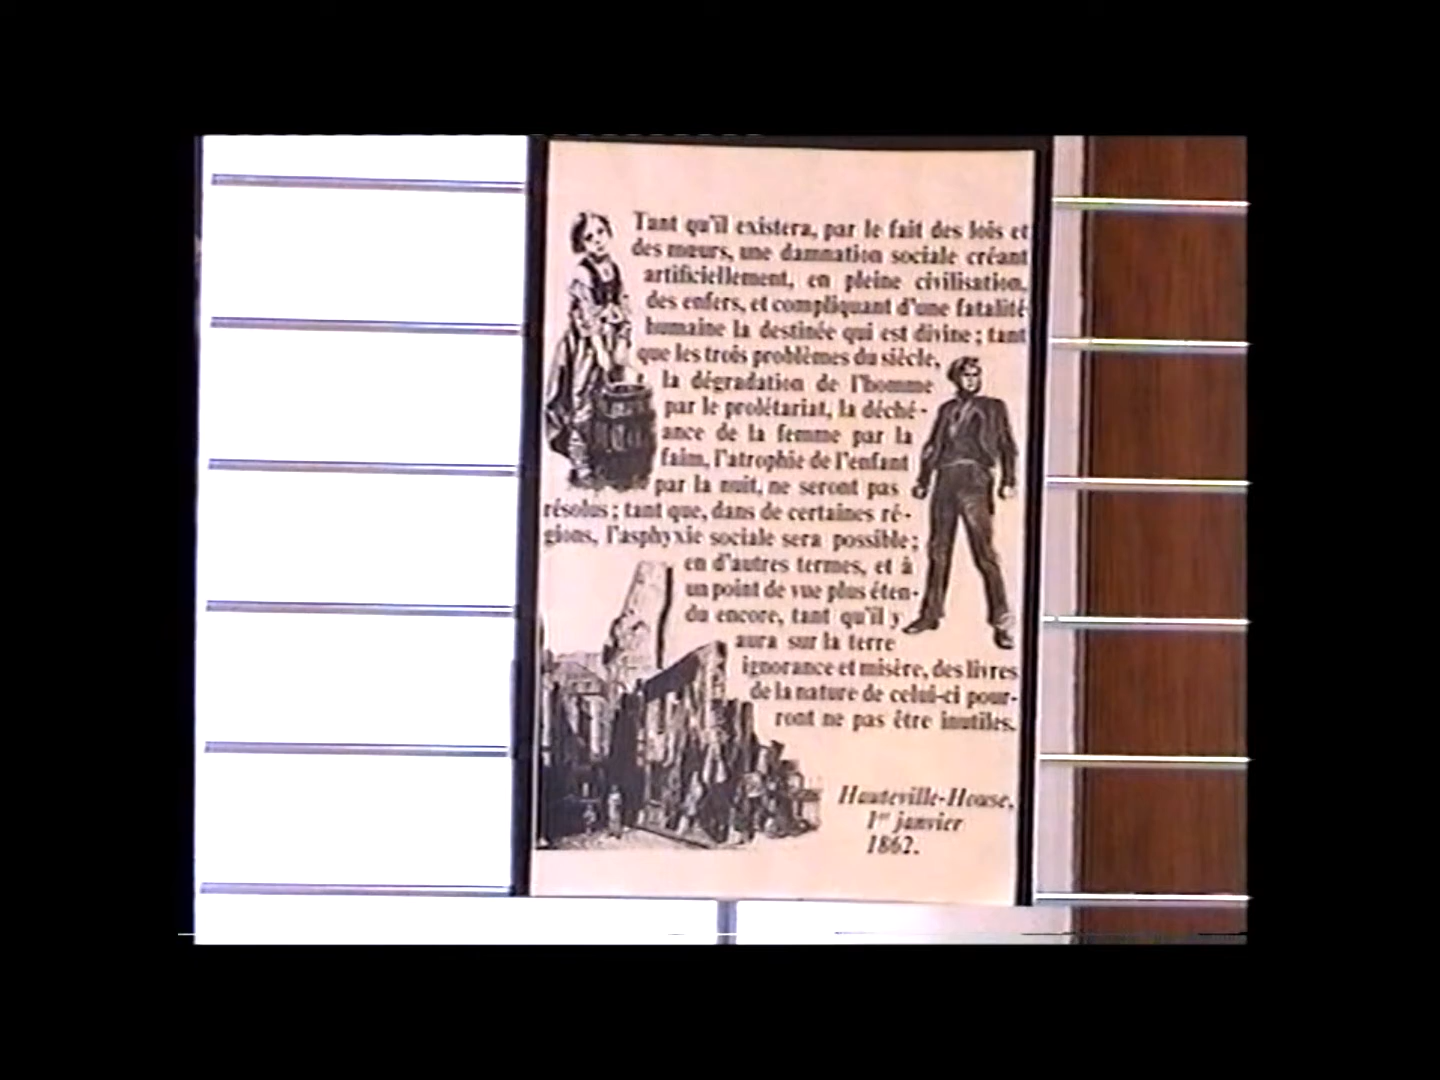 Tant qu'il existera, par le fait des lois et
des mœurs, une damnation sociale créant
artificiellement, en pleine civilisation,
des enfers, et compliquant d'une fatalité
humaine la destinée qui est divine ; tant
que les trois problèmes du siècle,
la dégradation de l'homme
par le prolétariat, la déché-
ance de la femme par la
faim, l'atrophie de l'enfant
par la nuit, ne seront pas
résolus ; tant que, dans de certaines ré-
gions, l'asphyxie sociale sera possible ;
en d'autres termes, et à
un point de vue plus éten-
du encore, tant qu'il y
aura sur la terre
ignorance et misère, des livres
de la nature de celui-ci pour-
ront ne pas être inutiles.
Hauteville-House,
1er janvier
1862.